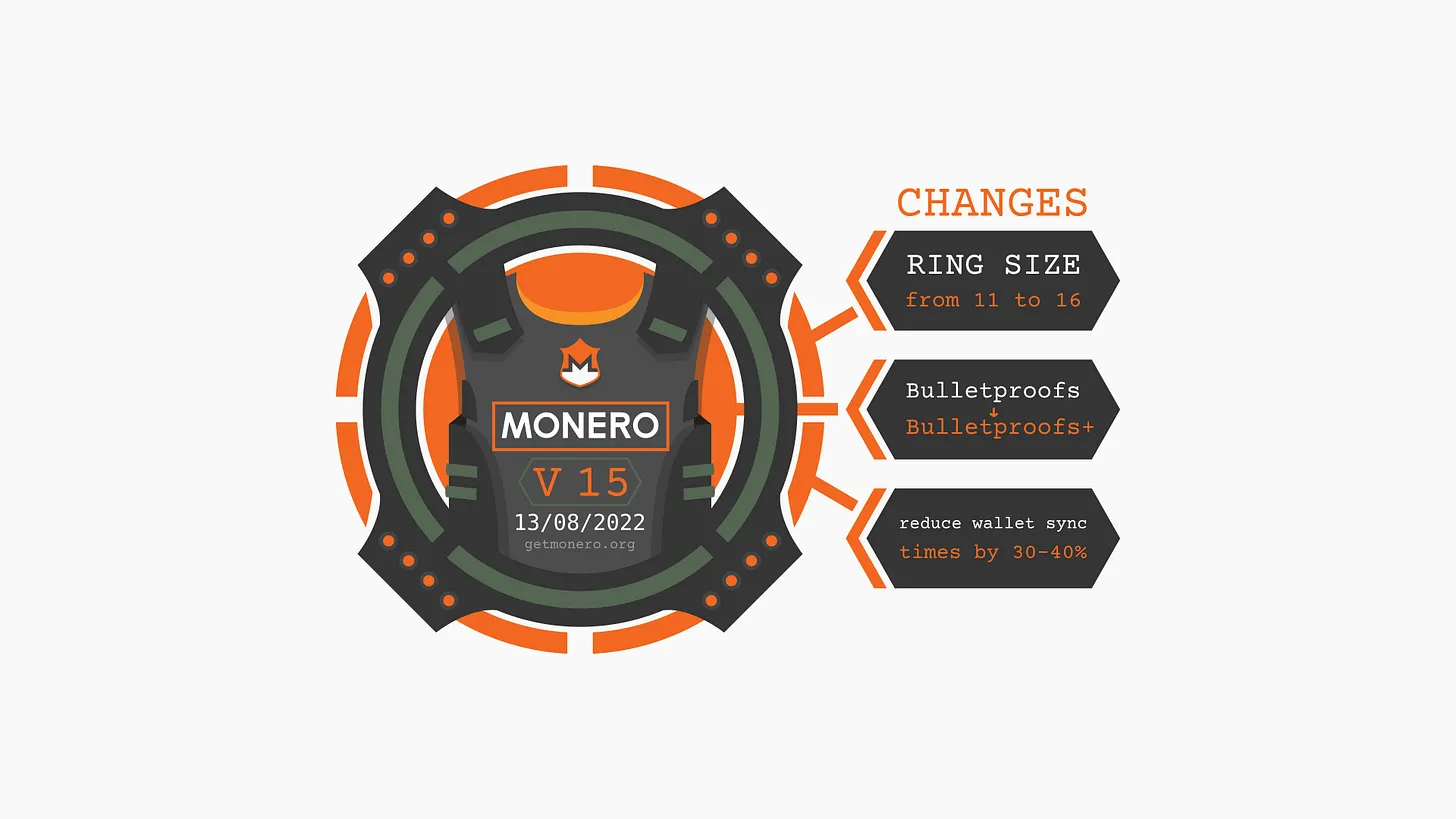 MONERO
V 15
13/08/2022
getmonero.org
CHANGES
RING SIZE
from 11 to 16
Bulletproofs
Bulletproofs+
reduce wallet sync
times by 30-40%